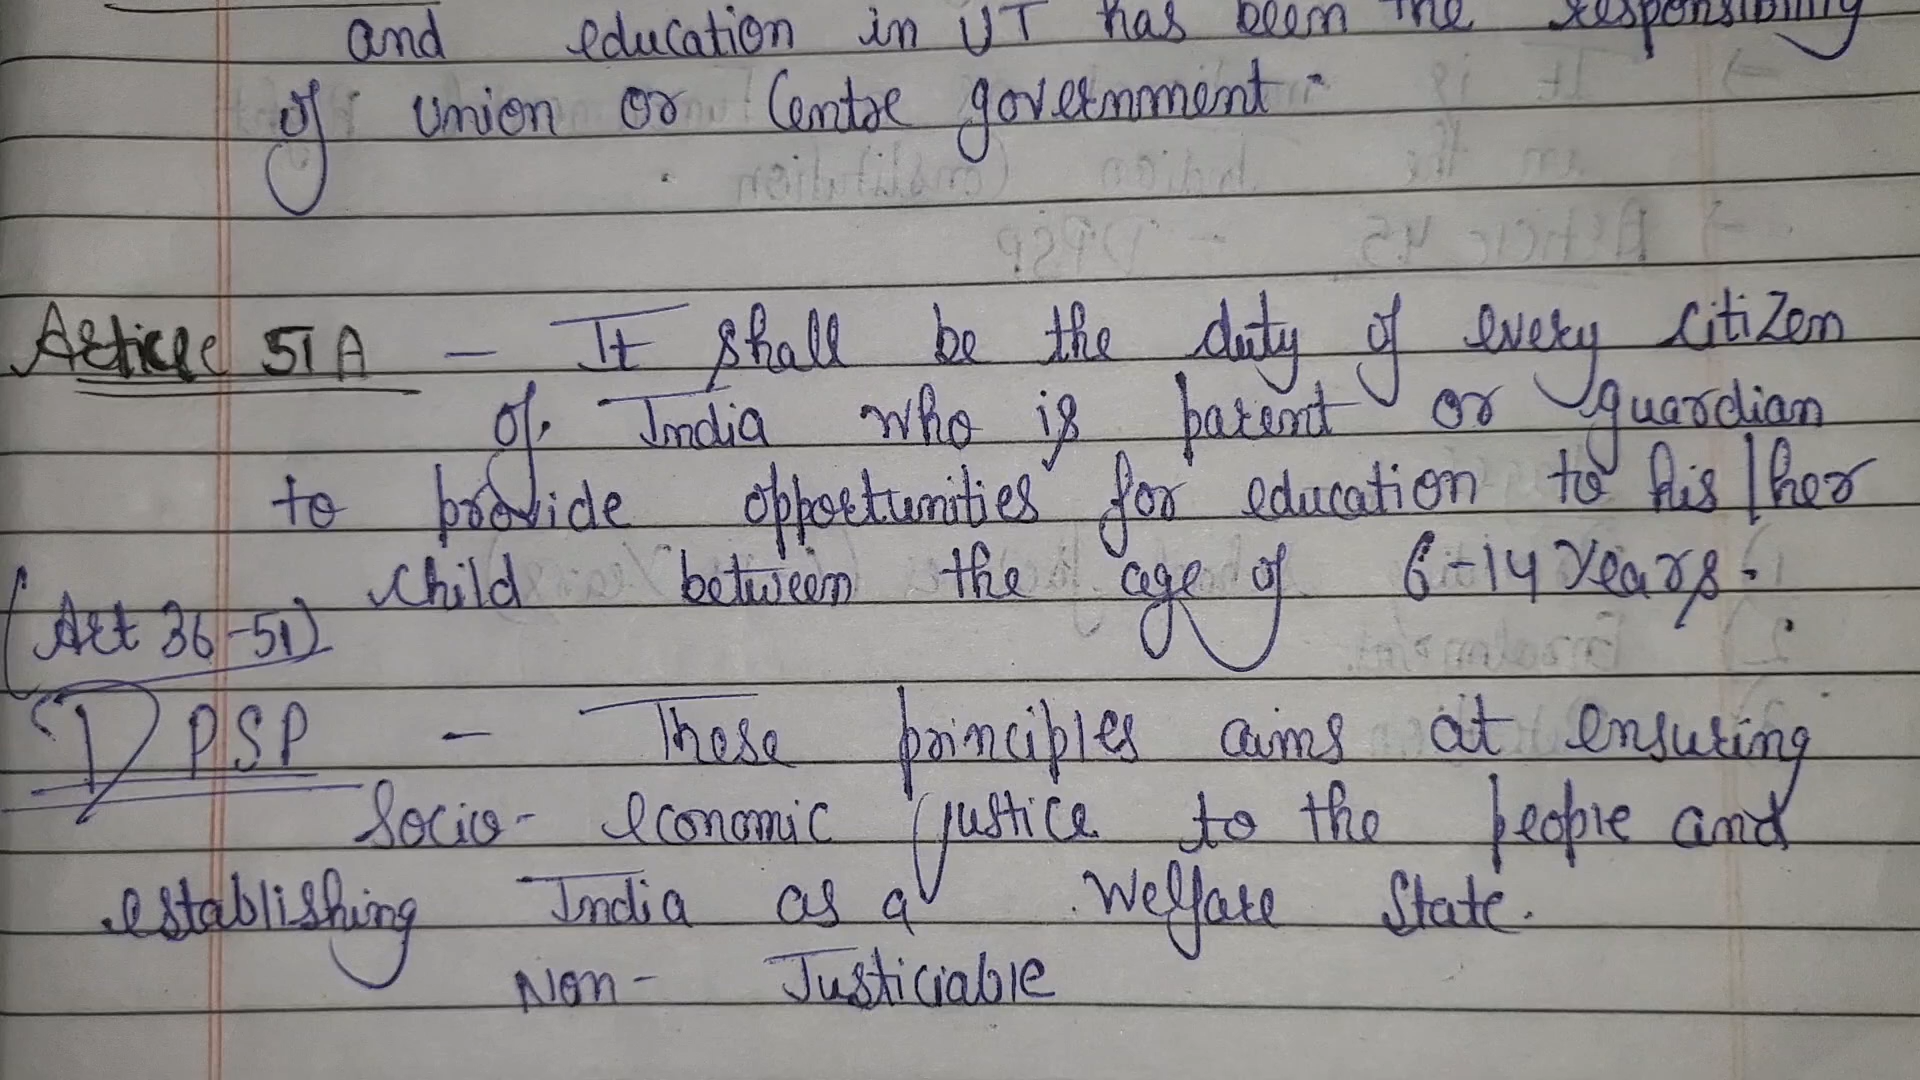 and education in UT has been the responsibility
of union or Centre government.
Article 51A - It shall be the duty of every citizen
of India who is parent or guardian
to provide opportunities for education to his/her
child between the age of 6-14 years.
(Art 36-51)
DPSP - These principles aims at ensuring
Socio-economic justice to the people and
establishing India as a Welfare State.
Non-Justiciable